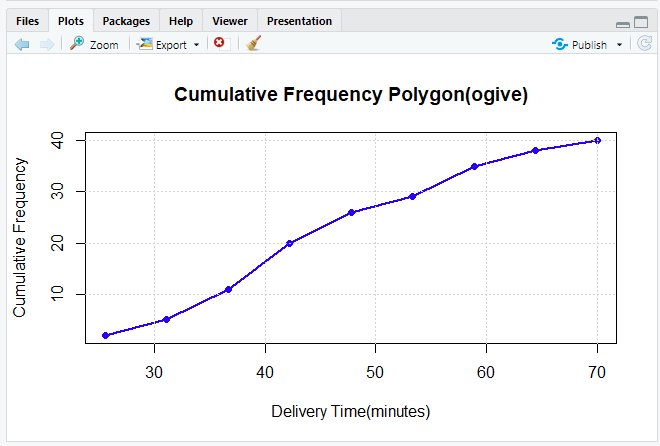 Files Plots Packages Help Viewer Presentation
Zoom Export Publish
Cumulative Frequency Polygon(ogive)
Cumulative Frequency
40
30
20
10
30 40 50 60 70
Delivery Time(minutes)